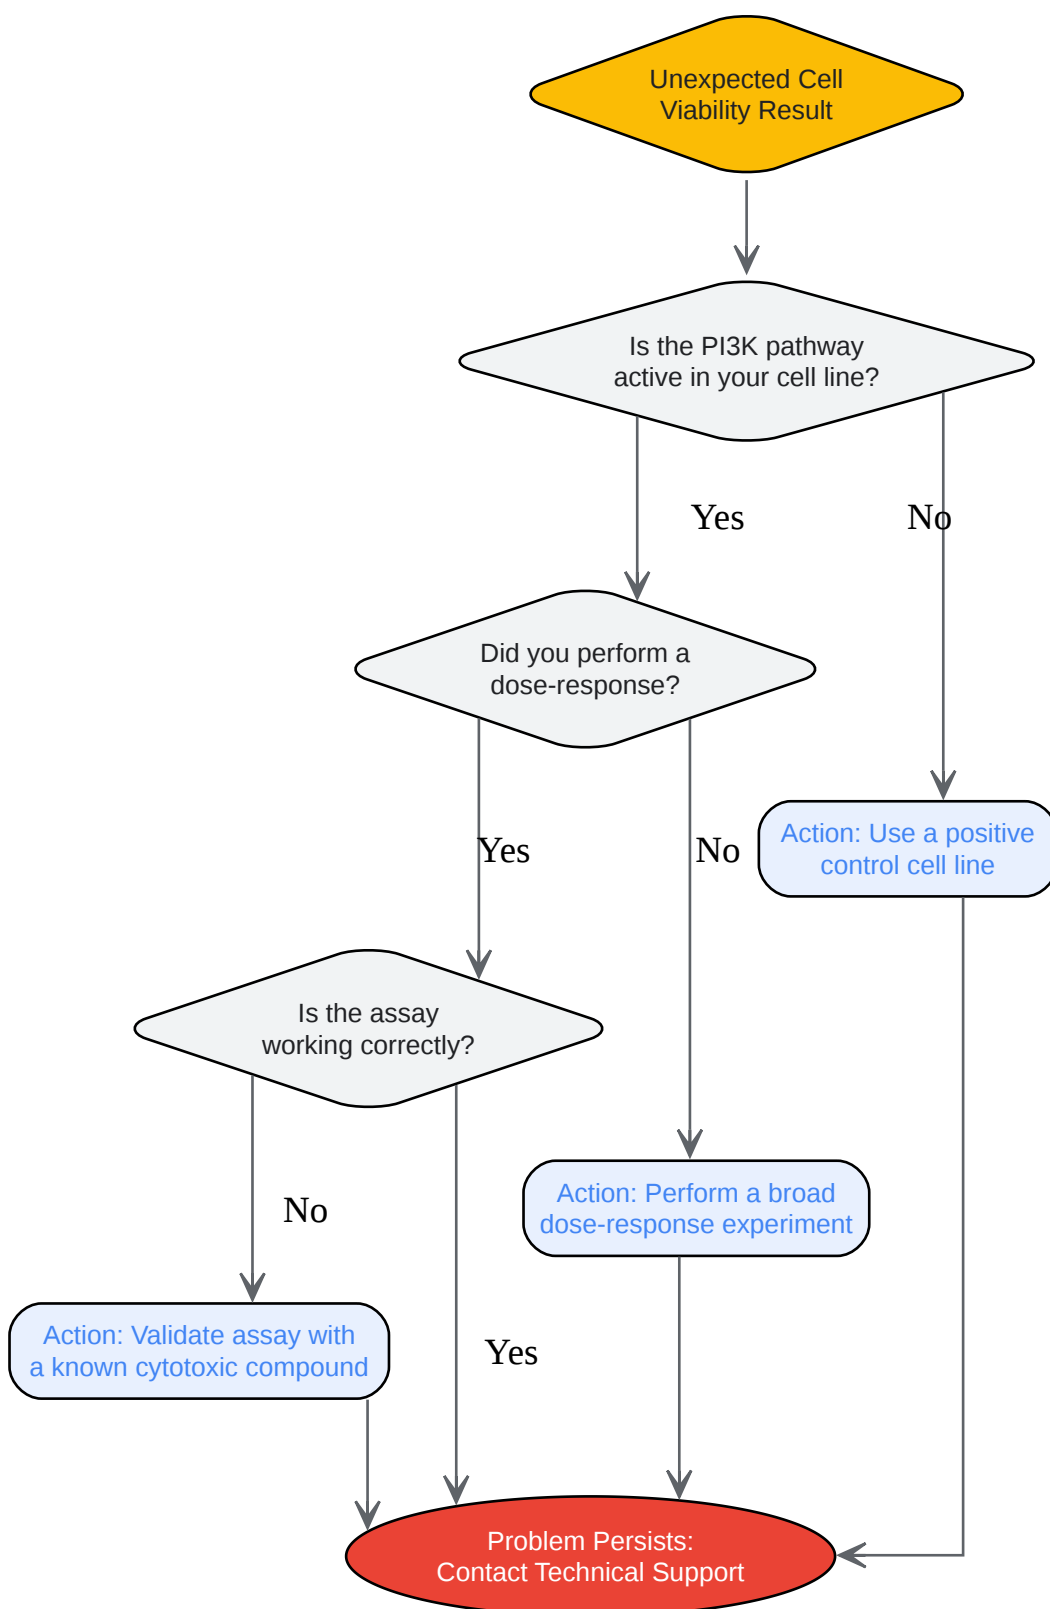 Unexpected Cell
Viability Result
Is the PI3K pathway
active in your cell line?
Yes
No
Did you perform a
dose-response?
Yes
No
Action: Use a positive
control cell line
Is the assay
working correctly?
No
Action: Perform a broad
dose-response experiment
Action: Validate assay with
a known cytotoxic compound
Yes
Problem Persists:
Contact Technical Support